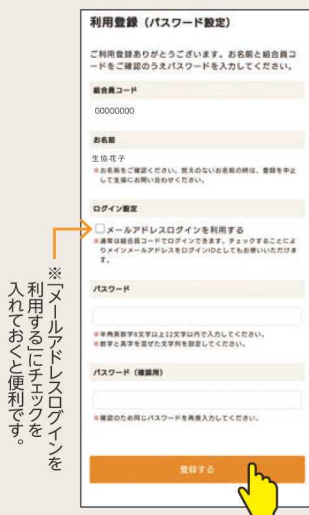 利用登録（パスワード設定）
ご利用登録ありがとうございます。お名前と組合員コ
ードをご確認のうえパスワードを入力してください。
組合員コード
00000000
お名前
生協花子
※お名前をご確認ください。覚えのないお名前の時は、登録を中止
して生協にお問い合わせください。
ログイン設定
メールアドレスログインを利用する
※通常は組合員コードでログインできます。チェックすることによ
りメインメールアドレスをログインIDとしてもお使いいただけま
す。
パスワード
※半角英数字8文字以上12文字以内で入力してください。
※数字と英字を混ぜた文字列を設定してください。
パスワード（確認用）
※確認のため同じパスワードを再度入力してください。
登録する
※「メールアドレスログインを
利用する」にチェックを
入れておくと便利です。